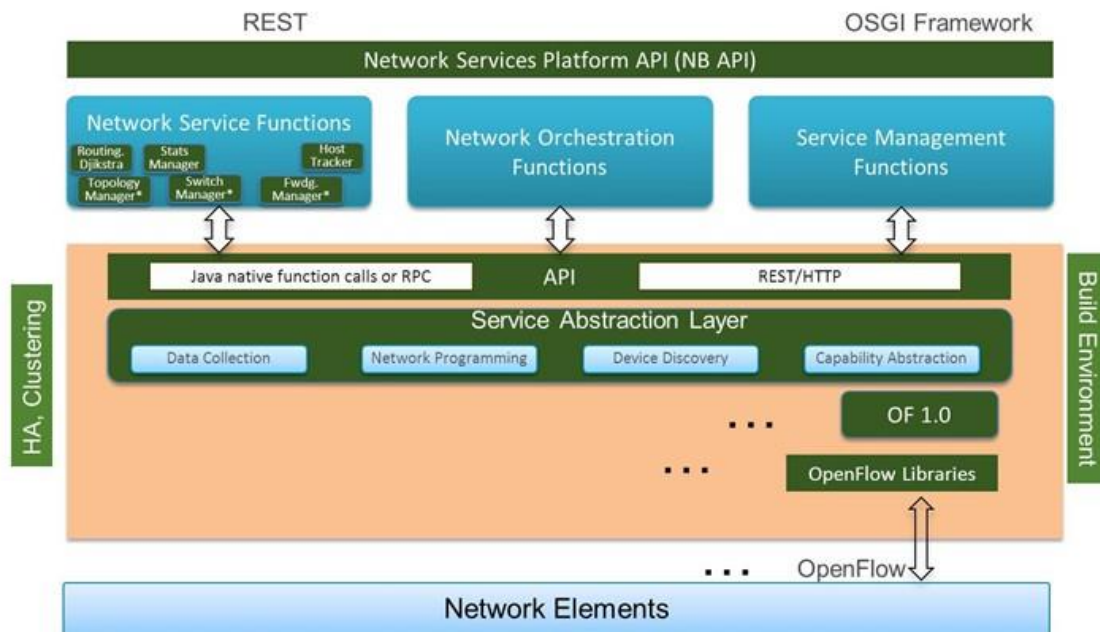 REST
OSGI Framework
Network Services Platform API (NB API)
Network Service Functions
Routing. Djikstra
Stats Manager
Host Tracker
Topology Manager*
Switch Manager*
Fwdg. Manager*
Network Orchestration
Functions
Service Management
Functions
Java native function calls or RPC
API
REST/HTTP
Service Abstraction Layer
Data Collection
Network Programming
Device Discovery
Capability Abstraction
HA, Clustering
Build Environment
... OF 1.0
... OpenFlow Libraries
... OpenFlow
Network Elements